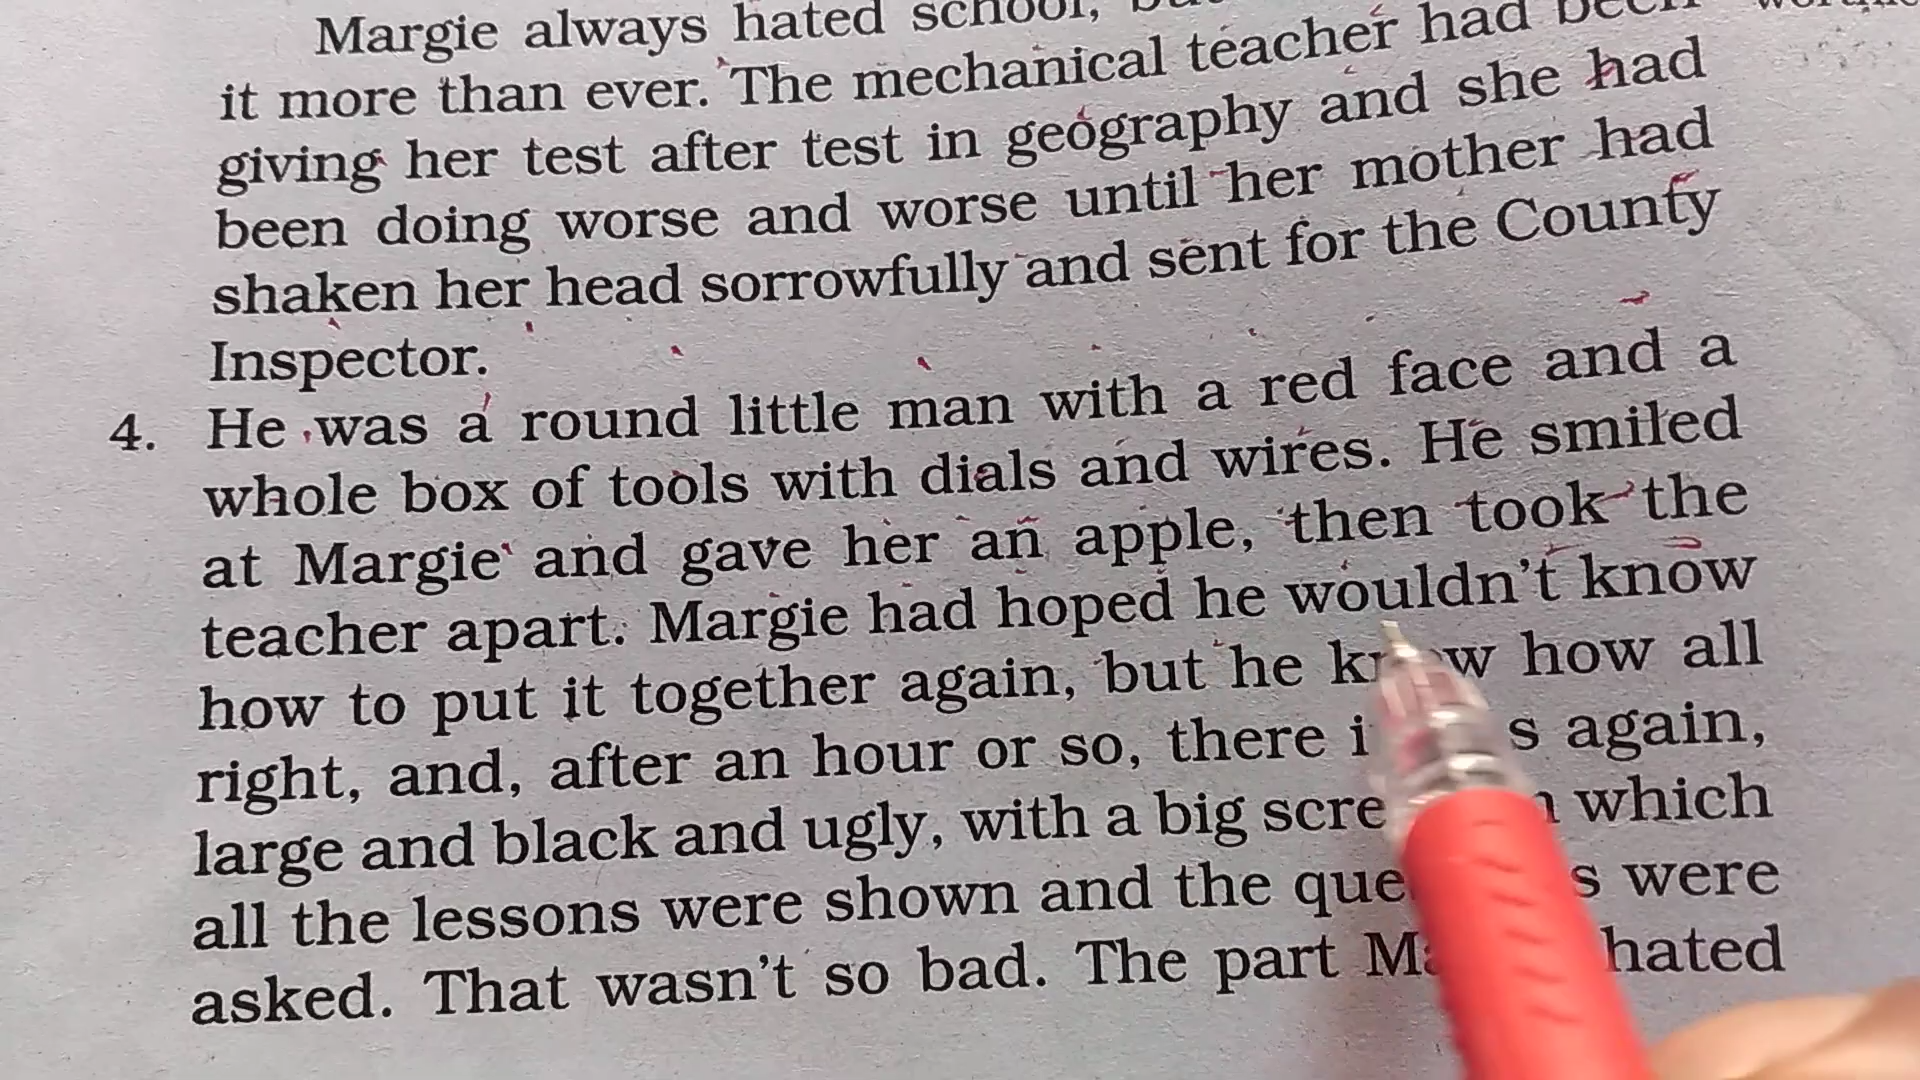 Margie always hated school,
it more than ever. The mechanical teacher had been
giving her test after test in geography and she had
been doing worse and worse until her mother had
shaken her head sorrowfully and sent for the County
Inspector.
4. He was a round little man with a red face and a
whole box of tools with dials and wires. He smiled
at Margie and gave her an apple, then took the
teacher apart. Margie had hoped he wouldn't know
how to put it together again, but he knew how all
right, and, after an hour or so, there again,
large and black and ugly, with a big which
all the lessons were shown and the were
asked. That wasn't so bad. The part hated